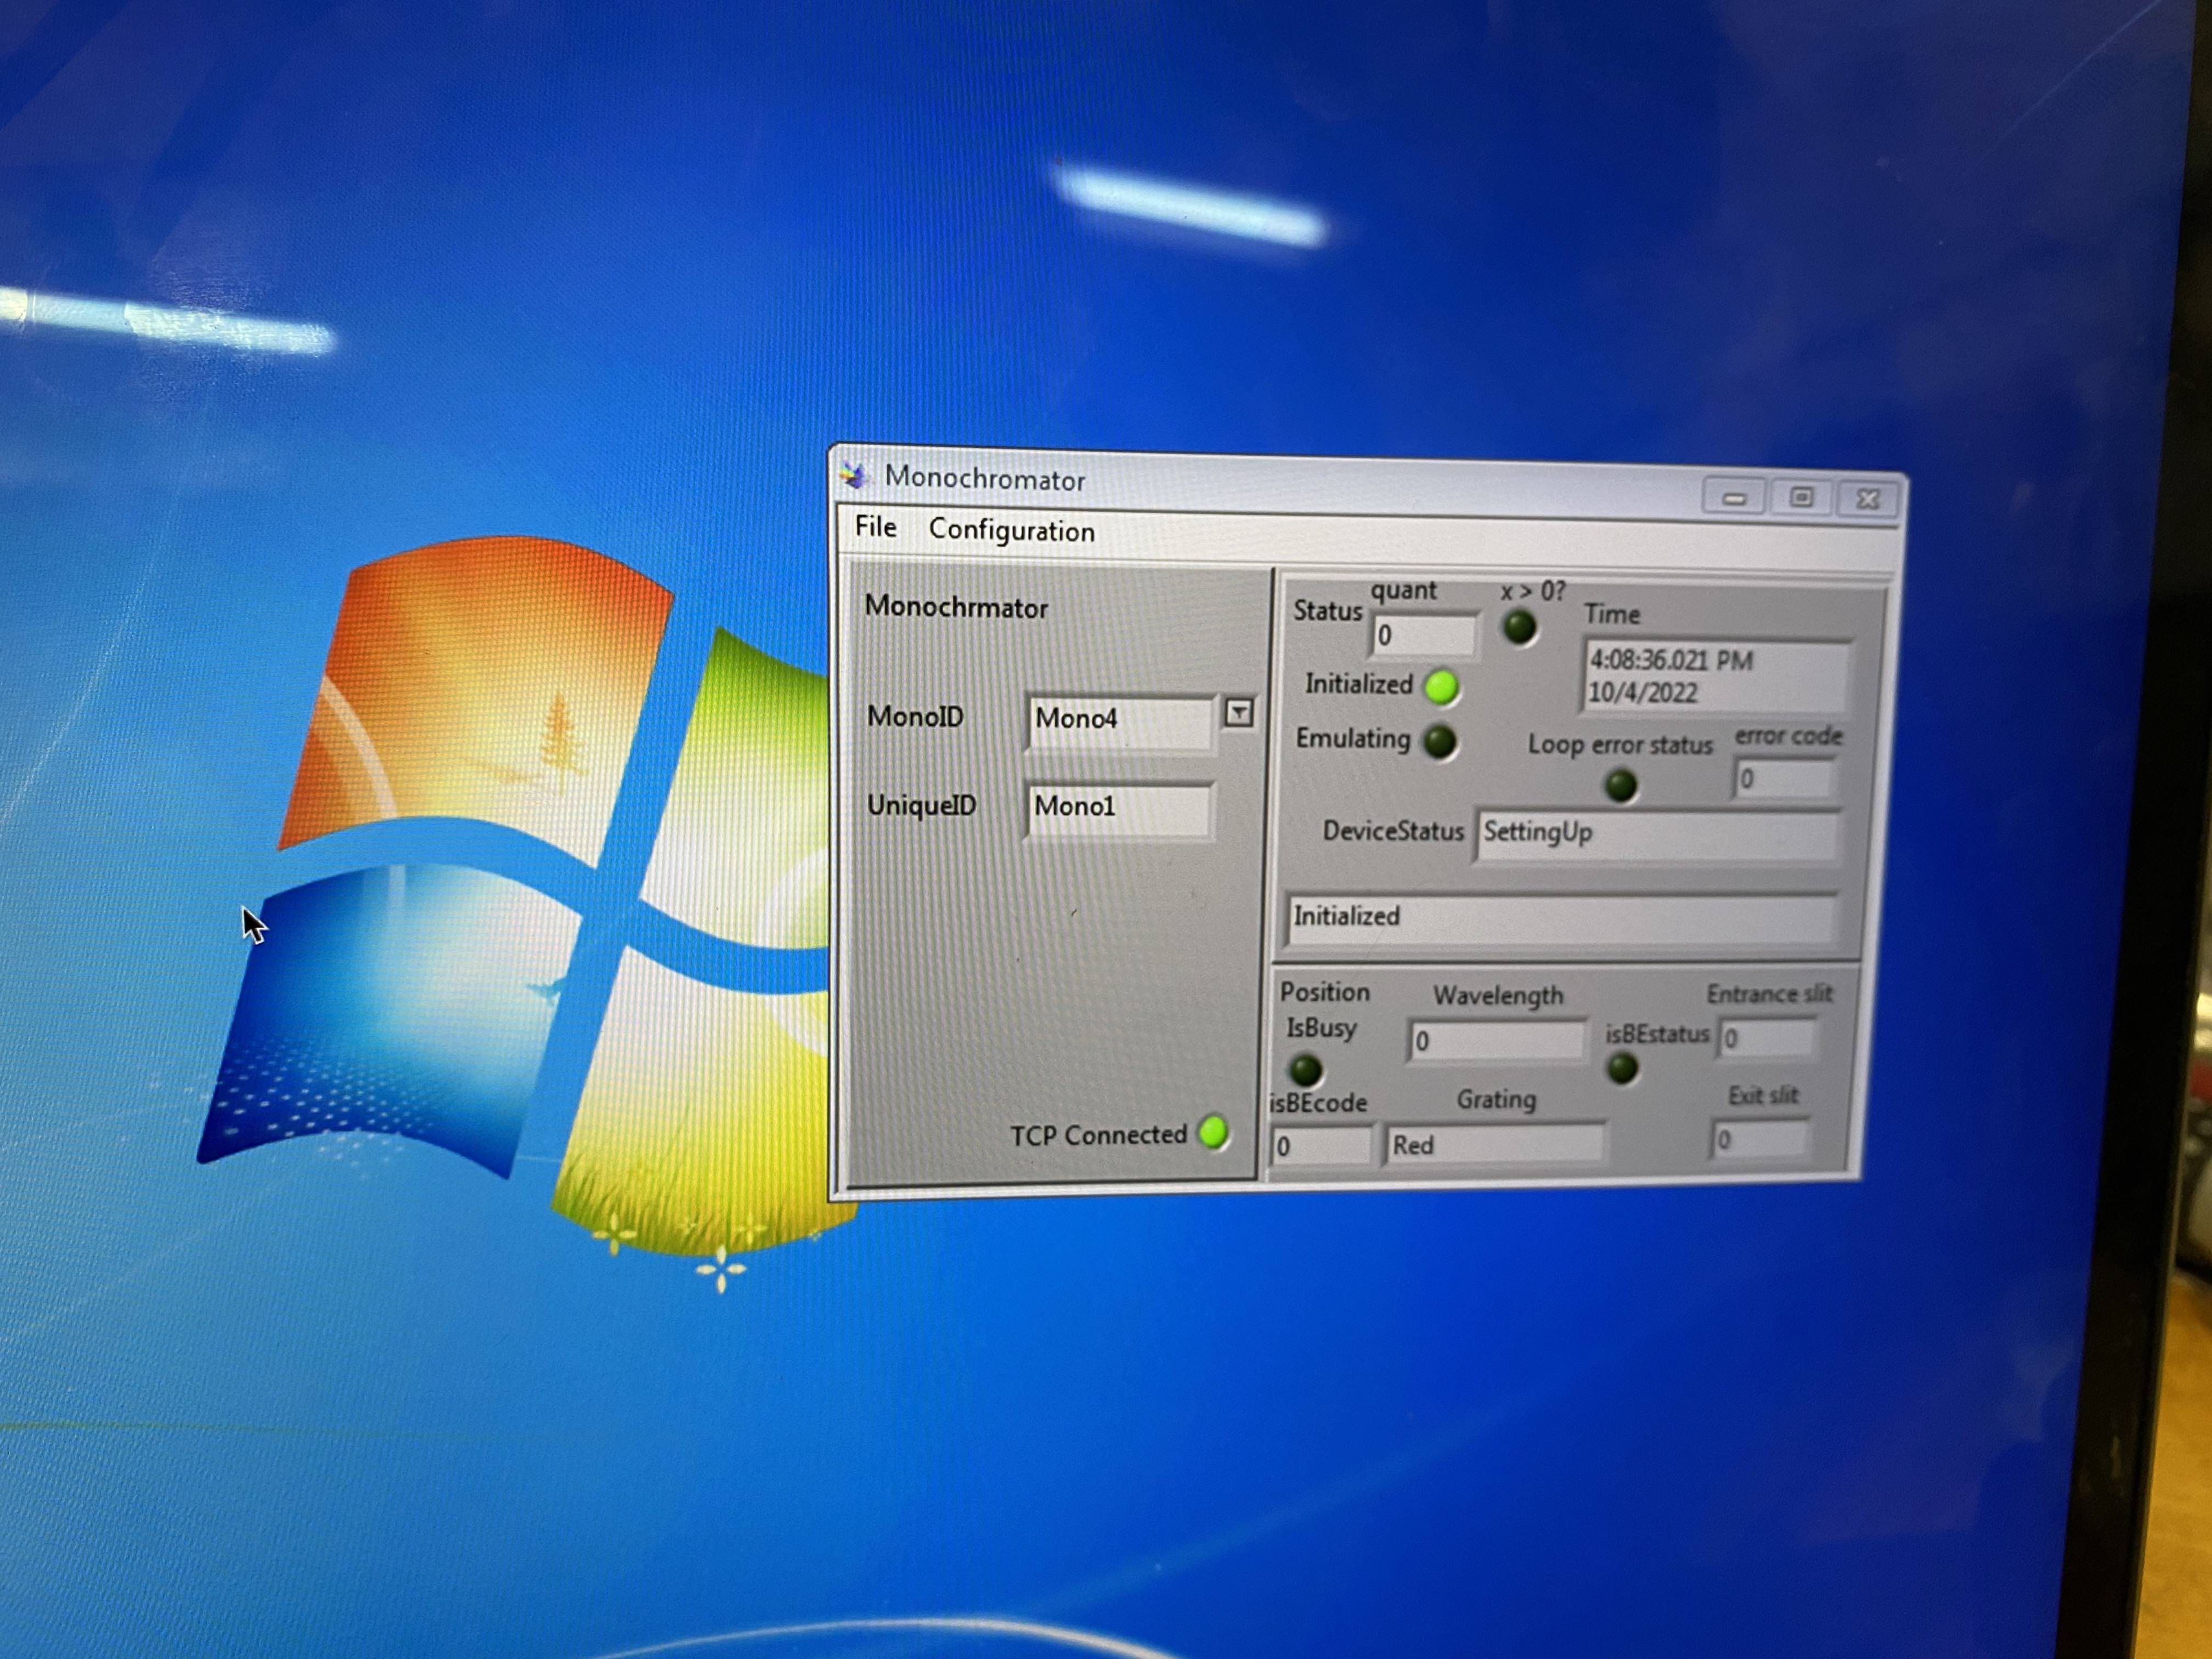 Monochromator
File Configuration
Monochrmator
MonoID Mono4
UniqueID Mono1
TCP Connected
quant x > 0?
Status 0 Time
4:08:36.021 PM
10/4/2022
Initialized
Emulating
Loop error status error code
0
DeviceStatus SettingUp
Initialized
Position Wavelength Entrance slit
IsBusy 0 isBEstatus 0
isBEcode Grating Exit slit
0 Red 0